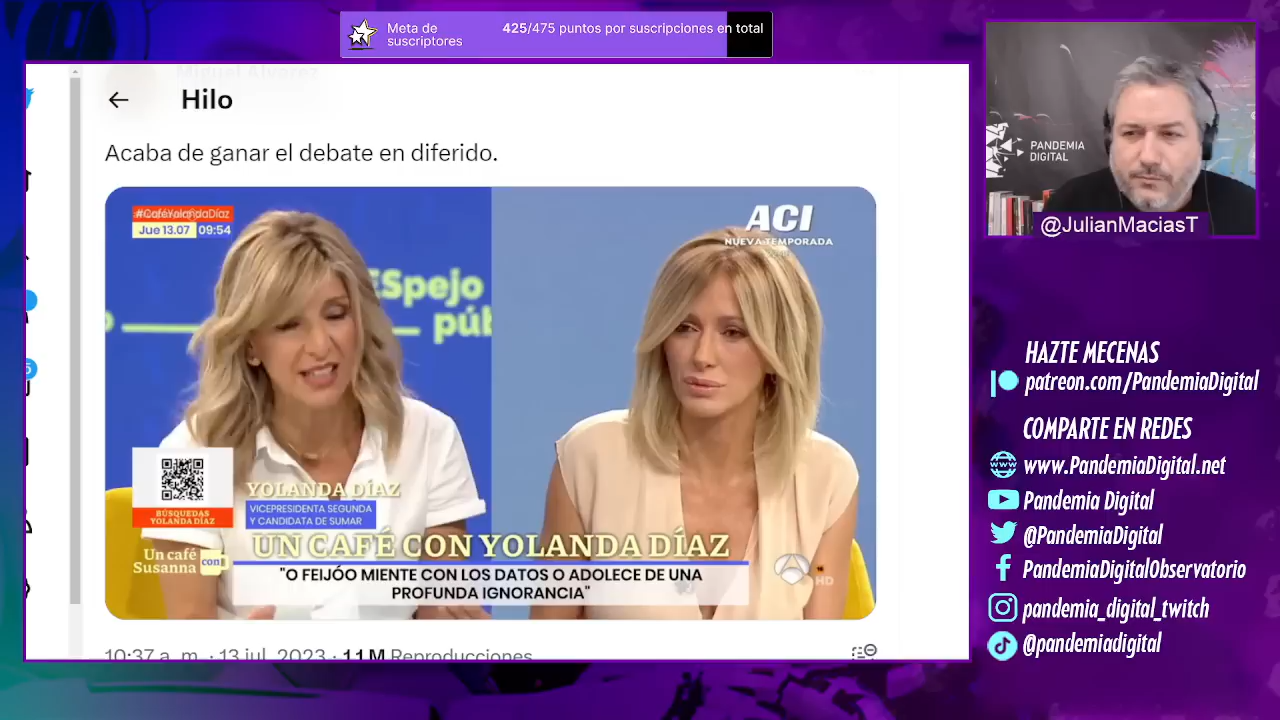 Meta de
suscriptores
425/475 puntos por suscripciones en total
Miguel Álvarez
Hilo
Acaba de ganar el debate en diferido.
#CaféYolandaDíaz
Jue 13.07 09:54
ESpejo
púb
ACI
NUEVA TEMPORADA
BÚSQUEDAS
YOLANDA DÍAZ
YOLANDA DÍAZ
VICEPRESIDENTA SEGUNDA
Y CANDIDATA DE SUMAR
Un café
con
Susanna
UN CAFÉ CON YOLANDA DÍAZ
"O FEIJÓO MIENTE CON LOS DATOS O ADOLECE DE UNA
PROFUNDA IGNORANCIA"
HD
10:37 a. m. · 13 jul. 2023 · 11 M Reproducciones
PANDEMIA
DIGITAL
@JulianMaciasT
HAZTE MECENAS
patreon.com/PandemiaDigital
COMPARTE EN REDES
www.PandemiaDigital.net
Pandemia Digital
@PandemiaDigital
PandemiaDigitalObservatorio
pandemia_digital_twitch
@pandemiadigital